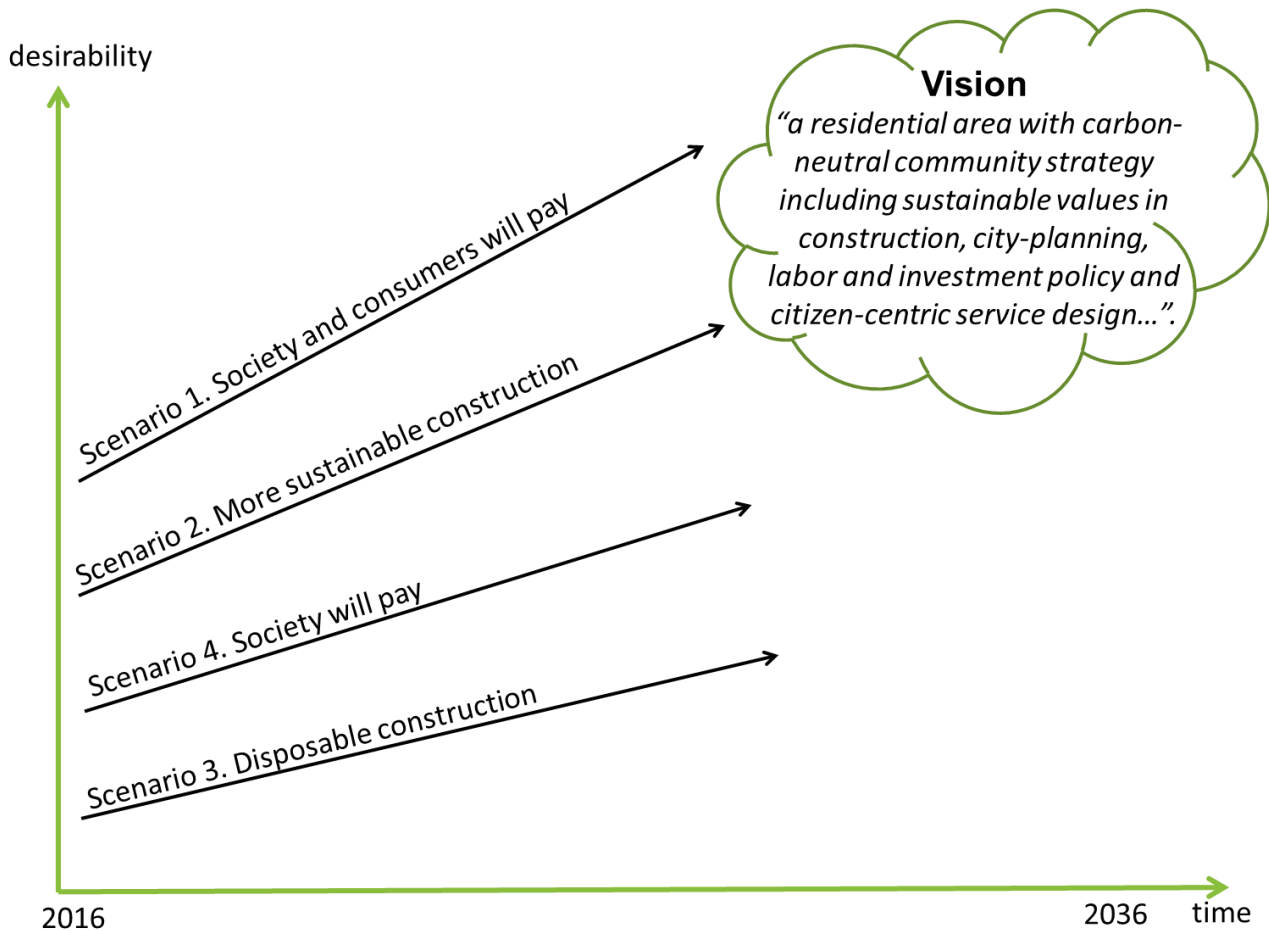 desirability
Vision
“a residential area with carbon-
neutral community strategy
including sustainable values in
construction, city-planning,
labor and investment policy and
citizen-centric service design...”.
Scenario 1. Society and consumers will pay
Scenario 2. More sustainable construction
Scenario 4. Society will pay
Scenario 3. Disposable construction
2016
2036
time